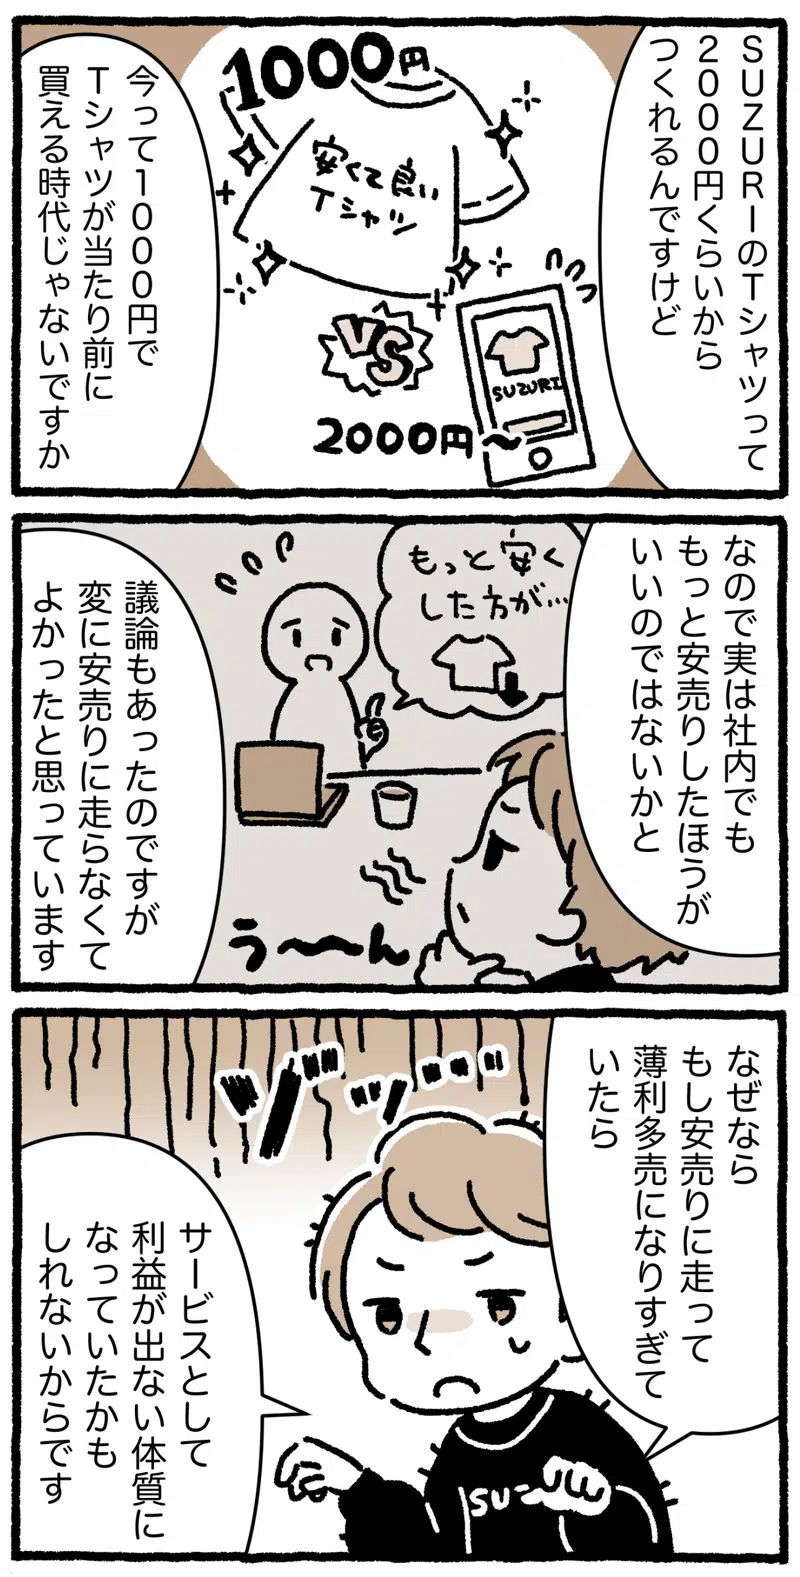 SUZURIのTシャツって
2000円くらいから
つくれるんですけど
1000円
安くて良い
Tシャツ
VS
SUZURI
2000円〜
今って1000円で
Tシャツが当たり前に
買える時代じゃないですか
なので実は社内でも
もっと安売りしたほうが
いいのではないかと
もっと安く
した方が…
う〜〜ん
議論もあったのですが
変に安売りに走らなくて
よかったと思っています
なぜなら
もし安売りに走って
薄利多売になりすぎて
いたら
ゾッ…
SU-
サービスとして
利益が出ない体質に
なっていたかも
しれないからです